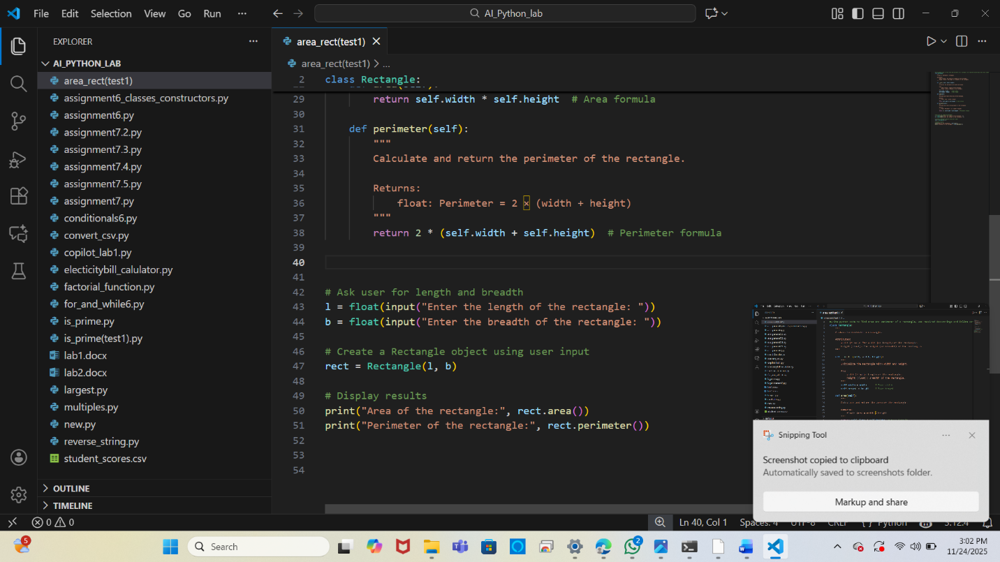 File Edit Selection View Go Run ... AI_Python_lab
EXPLORER ...
AI_PYTHON_LAB
area_rect(test1)
assignment6_classes_constructors.py
assignment6.py
assignment7.2.py
assignment7.3.py
assignment7.4.py
assignment7.5.py
assignment7.py
conditionals6.py
convert_csv.py
copilot_lab1.py
electicitybill_calulator.py
factorial_function.py
for_and_while6.py
is_prime.py
is_prime(test1).py
lab1.docx
lab2.docx
largest.py
multiples.py
new.py
reverse_string.py
student_scores.csv
OUTLINE
TIMELINE
area_rect(test1)
area_rect(test1) > ...
2 class Rectangle:
29 return self.width * self.height # Area formula
30
31 def perimeter(self):
32 """
33 Calculate and return the perimeter of the rectangle.
34
35 Returns:
36 float: Perimeter = 2 × (width + height)
37 """
38 return 2 * (self.width + self.height) # Perimeter formula
39
40
41
42 # Ask user for length and breadth
43 l = float(input("Enter the length of the rectangle: "))
44 b = float(input("Enter the breadth of the rectangle: "))
45
46 # Create a Rectangle object using user input
47 rect = Rectangle(l, b)
48
49 # Display results
50 print("Area of the rectangle:", rect.area())
51 print("Perimeter of the rectangle:", rect.perimeter())
52
53
54
Snipping Tool
Screenshot copied to clipboard
Automatically saved to screenshots folder.
Markup and share
0 0 Ln 40, Col 1 Spaces: 4 UTF-8 CRLF {} Python 3.12.4
5 Search 2 3:02 PM
11/24/2025